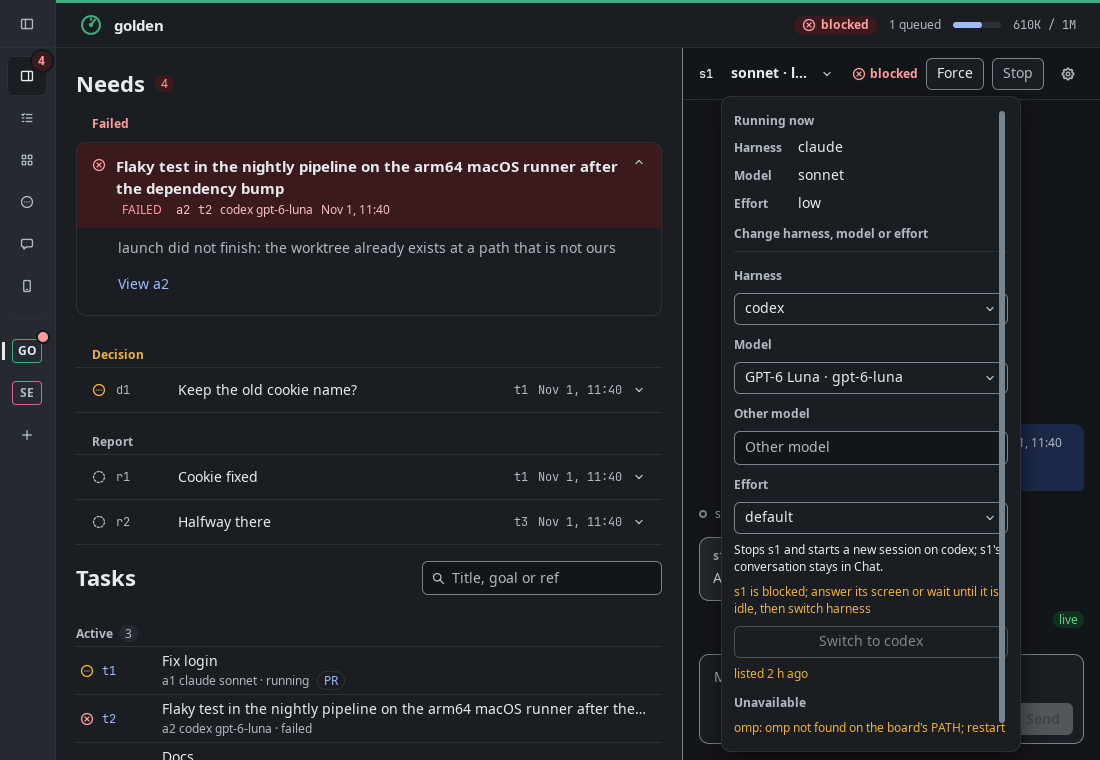 golden
blocked
1 queued
610K / 1M
4
GO
SE
Needs 4
Failed
Flaky test in the nightly pipeline on the arm64 macOS runner after
the dependency bump
FAILED a2 t2 codex gpt-6-luna Nov 1, 11:40
launch did not finish: the worktree already exists at a path that is not ours
View a2
Decision
d1 Keep the old cookie name? t1 Nov 1, 11:40
Report
r1 Cookie fixed t1 Nov 1, 11:40
r2 Halfway there t3 Nov 1, 11:40
Tasks
Title, goal or ref
Active 3
t1 Fix login
a1 claude sonnet · running PR
t2 Flaky test in the nightly pipeline on the arm64 macOS runner after the…
a2 codex gpt-6-luna · failed
Docs
s1 sonnet · l… blocked Force Stop
Running now
Harness claude
Model sonnet
Effort low
Change harness, model or effort
Harness
codex
Model
GPT-6 Luna · gpt-6-luna
Other model
Other model
Effort
default
Stops s1 and starts a new session on codex; s1's
conversation stays in Chat.
s1 is blocked; answer its screen or wait until it is
idle, then switch harness
Switch to codex
listed 2 h ago
Unavailable
omp: omp not found on the board's PATH; restart
11:40
live
Send